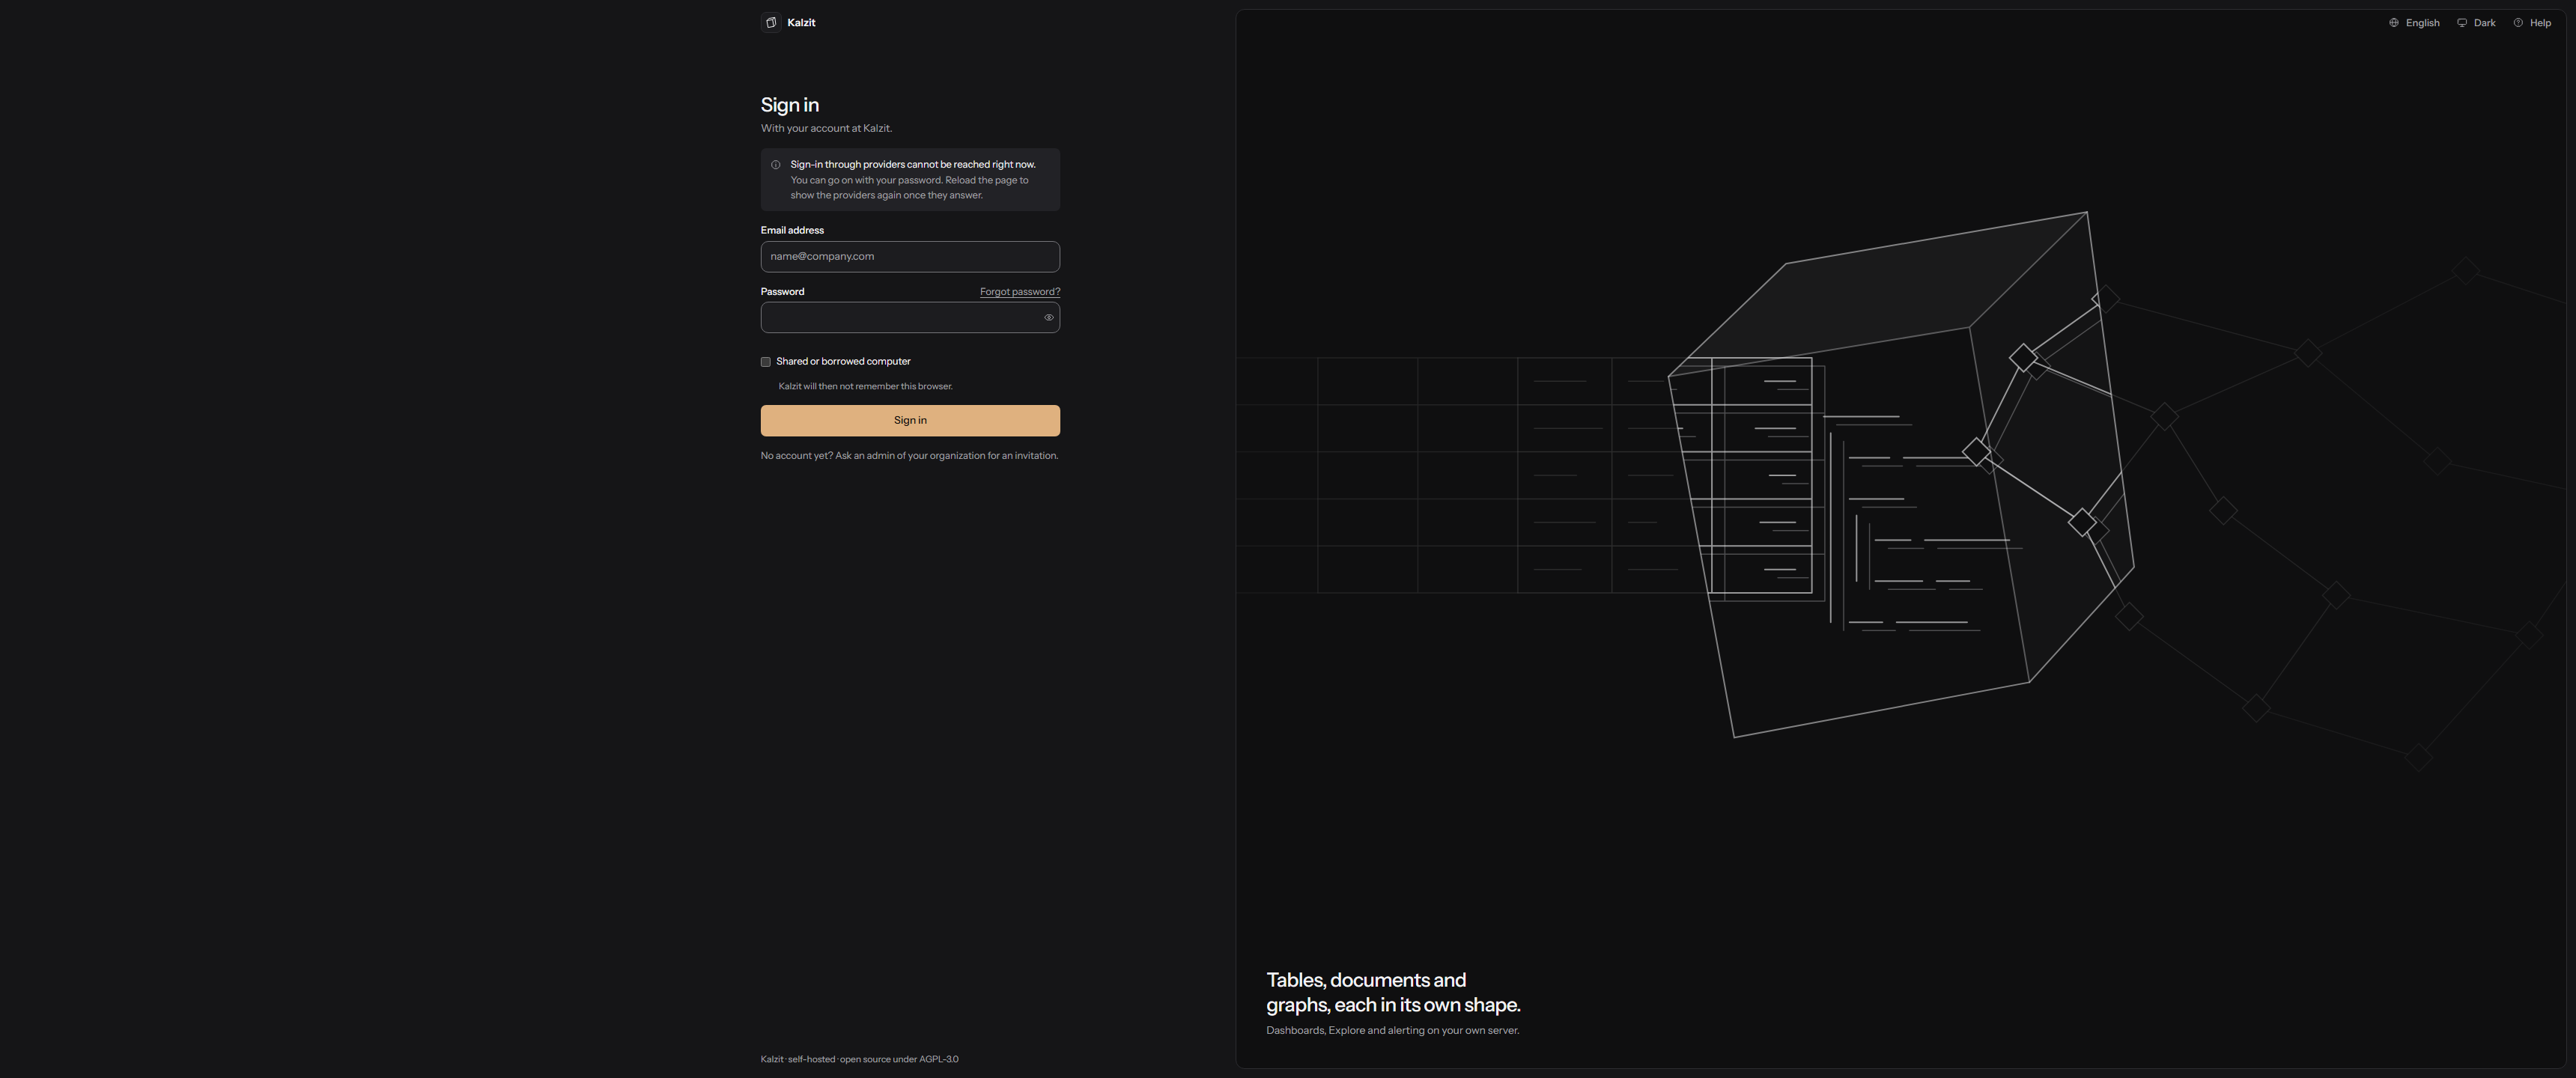 Kalzit
English
Dark
Help
Sign in
With your account at Kalzit.
Sign-in through providers cannot be reached right now.
You can go on with your password. Reload the page to
show the providers again once they answer.
Email address
name@company.com
Password
Forgot password?
Shared or borrowed computer
Kalzit will then not remember this browser.
Sign in
No account yet? Ask an admin of your organization for an invitation.
Tables, documents and
graphs, each in its own shape.
Dashboards, Explore and alerting on your own server.
Kalzit · self-hosted · open source under AGPL-3.0